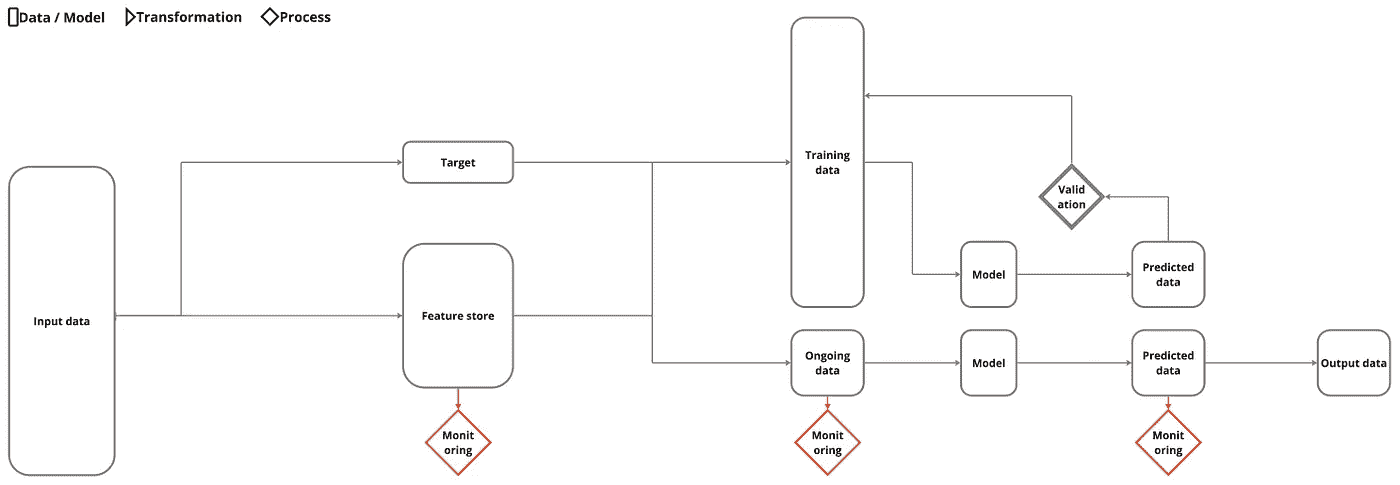 Data / Model
Transformation
Process
Input data
Target
Feature store
Monit
oring
Training
data
Valid
ation
Model
Predicted
data
Ongoing
data
Model
Predicted
data
Output data
Monit
oring
Monit
oring